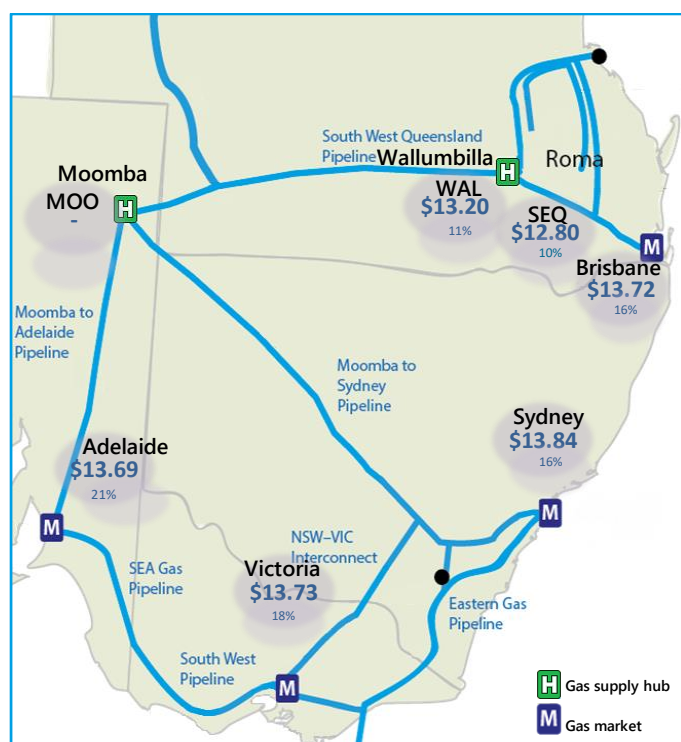 South West Queensland
Pipeline
Wallumbilla
Roma
Moomba
MOO
-
H
H
WAL
$13.20
11%
SEQ
$12.80
10%
M
Brisbane
$13.72
16%
Moomba to
Adelaide
Pipeline
Moomba to
Sydney
Pipeline
Sydney
$13.84
16%
Adelaide
$13.69
21%
M
M
NSW–VIC
Interconnect
SEA Gas
Pipeline
Victoria
$13.73
18%
Eastern Gas
Pipeline
South West
Pipeline
M
H Gas supply hub
M Gas market